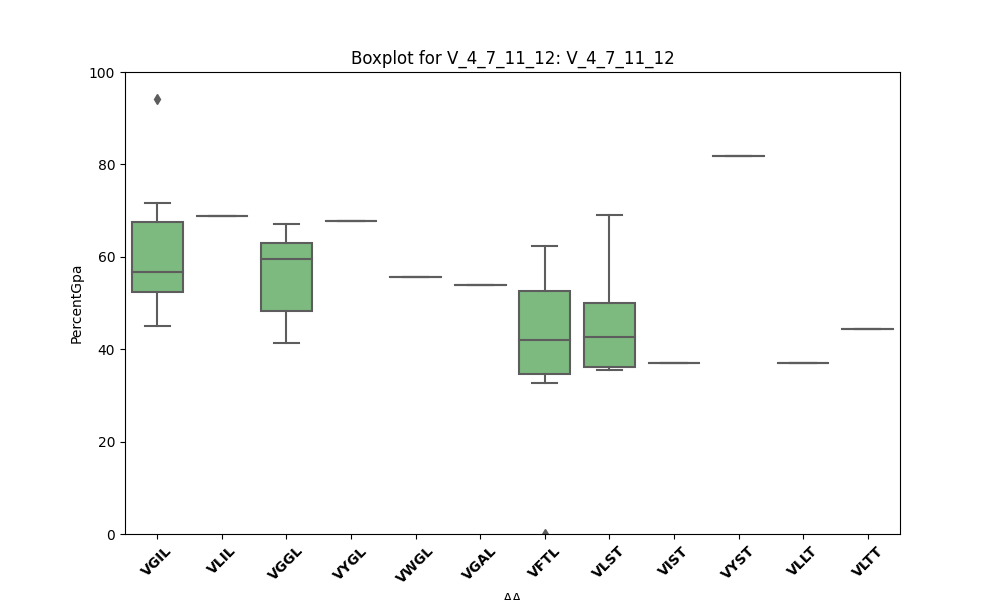 Boxplot for V_4_7_11_12: V_4_7_11_12
100
80
60
40
20
0
PercentGpa
VGIL VLIL VGGL VYGL VWGL VGAL VFTL VLST VIST VYST VLLT VLTT
AA